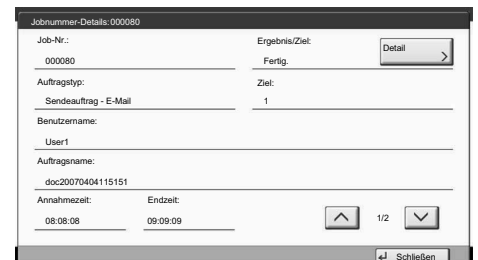 Jobnummer-Details:000080
Job-Nr.:
000080
Ergebnis/Ziel:
Fertig.
Detail
Auftragstyp:
Sendeauftrag - E-Mail
Ziel:
1
Benutzername:
User1
Auftragsname:
doc20070404115151
Annahmezeit:
08:08:08
Endzeit:
09:09:09
1/2
Schließen